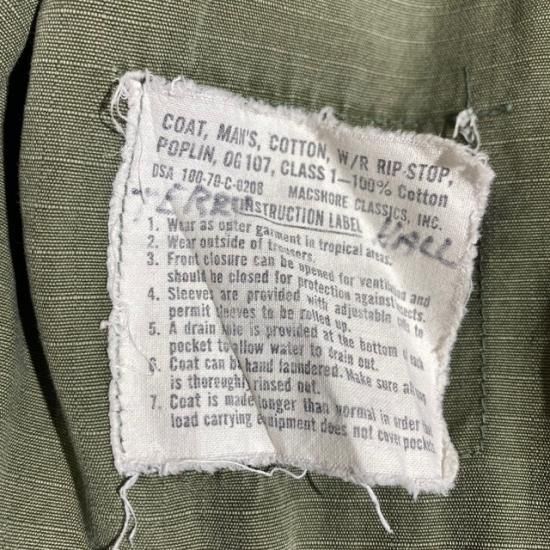 COAT, MAN'S, COTTON, W/R RIP-STOP,
POPLIN, OG107, CLASS 1—100% Cotton
DSA 100-70-C-0208 MACSHORE CLASSICS, INC.
INSTRUCTION LABEL
HALL
1. Wear as outer garment in tropical areas.
2. Wear outside of trousers.
3. Front closure can be opened for ventilation and
should be closed for protection against insects.
4. Sleeves are provided with adjustable cuffs to
permit sleeves to be rolled up.
5. A drain hole is provided at the bottom of each
pocket to allow water to drain out.
6. Coat can be hand laundered. Make sure all
is thoroughly rinsed out.
7. Coat is made longer than normal in order that
load carrying equipment does not cover pockets